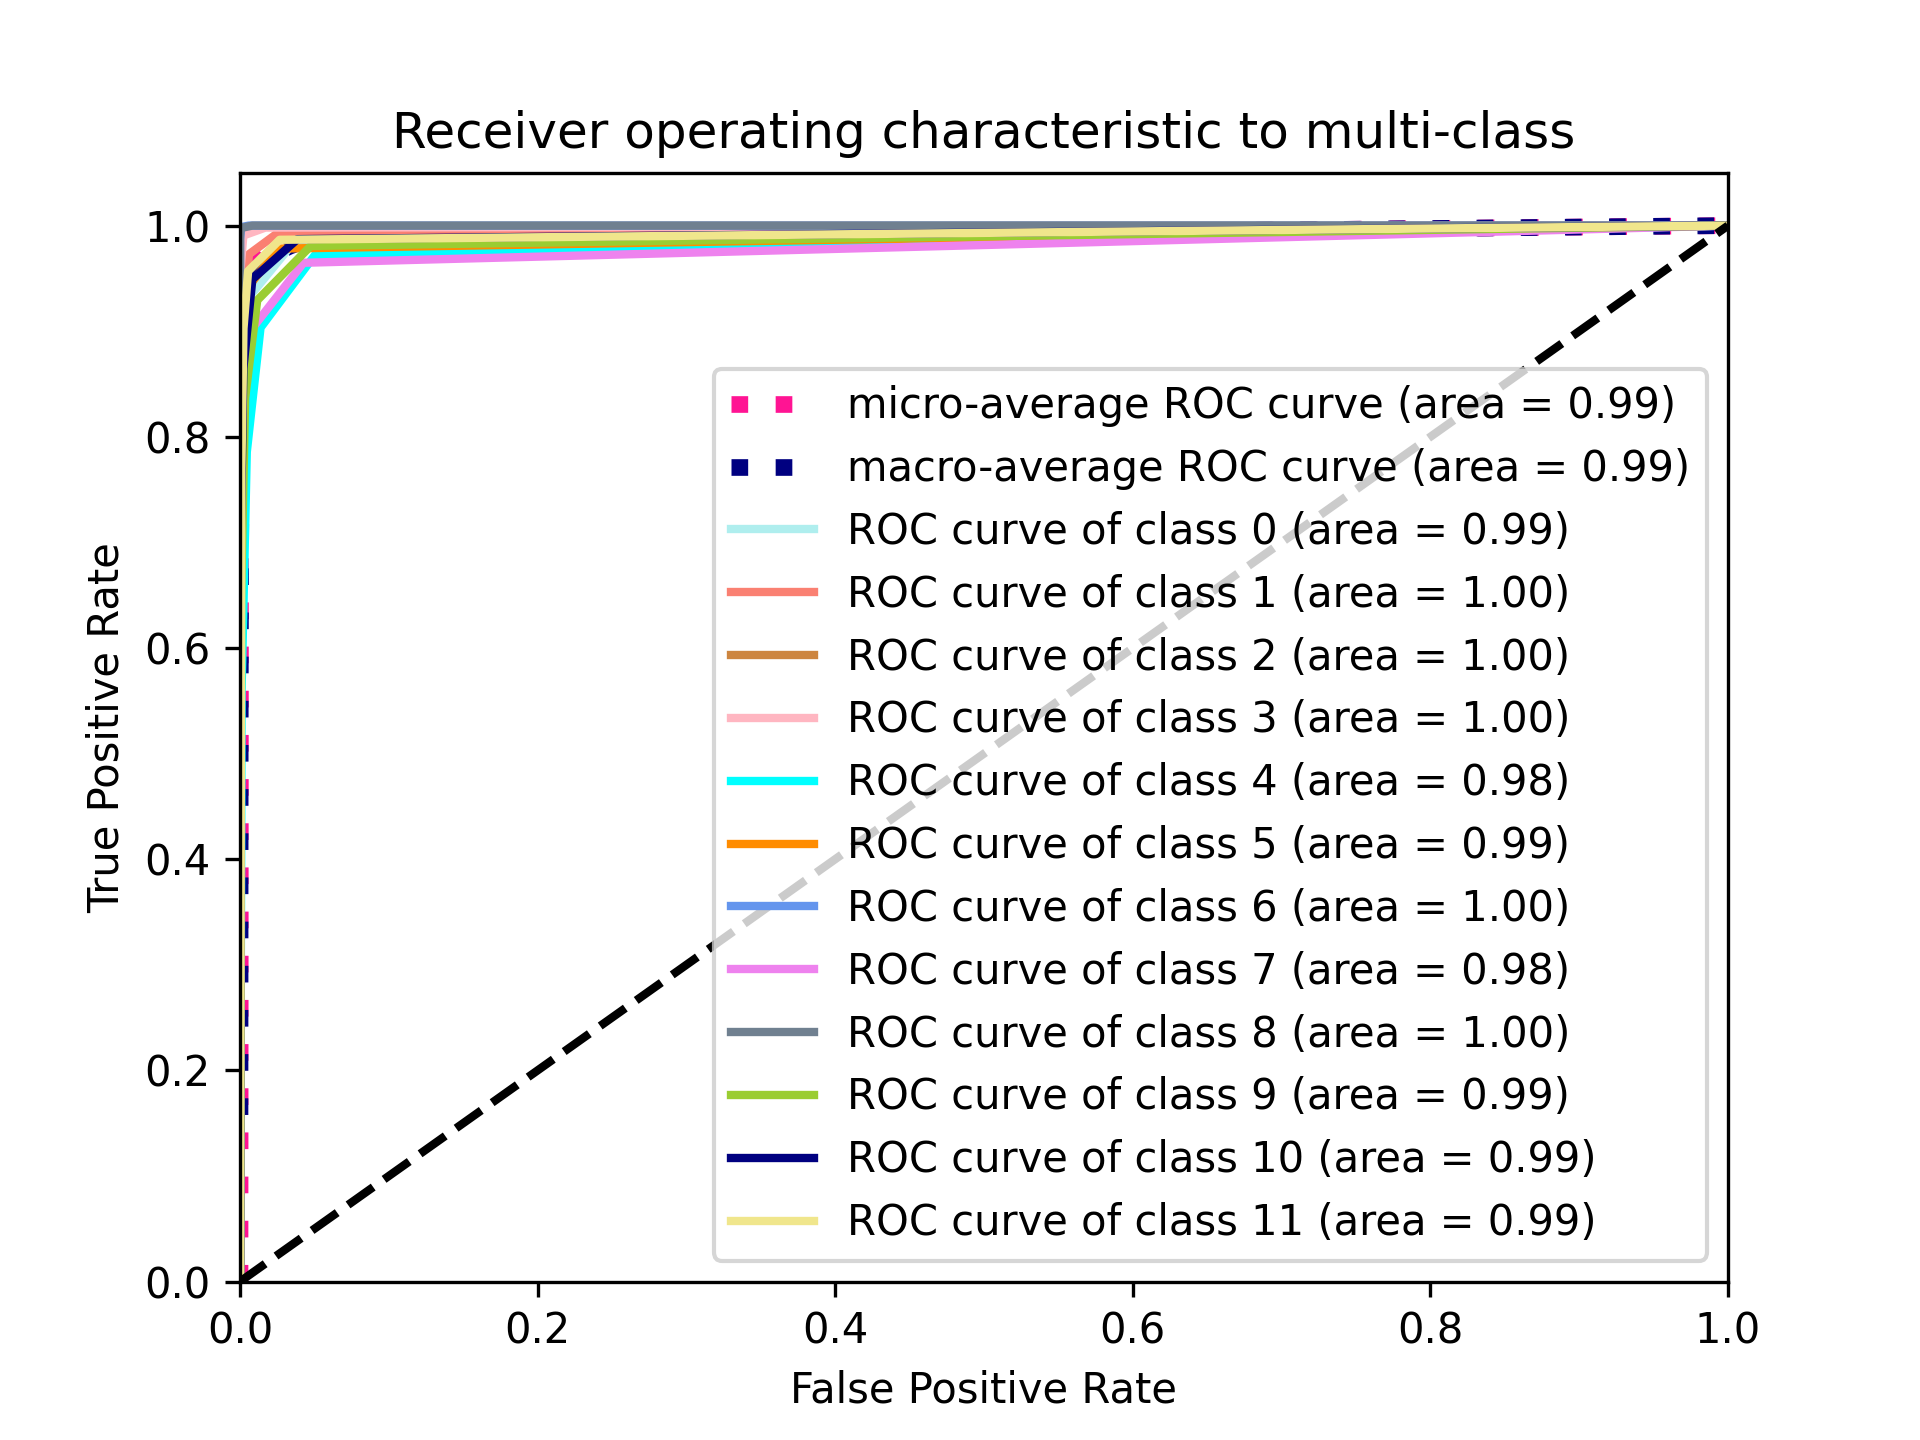 Receiver operating characteristic to multi-class
True Positive Rate
1.0
0.8
0.6
0.4
0.2
0.0
micro-average ROC curve (area = 0.99)
macro-average ROC curve (area = 0.99)
ROC curve of class 0 (area = 0.99)
ROC curve of class 1 (area = 1.00)
ROC curve of class 2 (area = 1.00)
ROC curve of class 3 (area = 1.00)
ROC curve of class 4 (area = 0.98)
ROC curve of class 5 (area = 0.99)
ROC curve of class 6 (area = 1.00)
ROC curve of class 7 (area = 0.98)
ROC curve of class 8 (area = 1.00)
ROC curve of class 9 (area = 0.99)
ROC curve of class 10 (area = 0.99)
ROC curve of class 11 (area = 0.99)
0.0 0.2 0.4 0.6 0.8 1.0
False Positive Rate